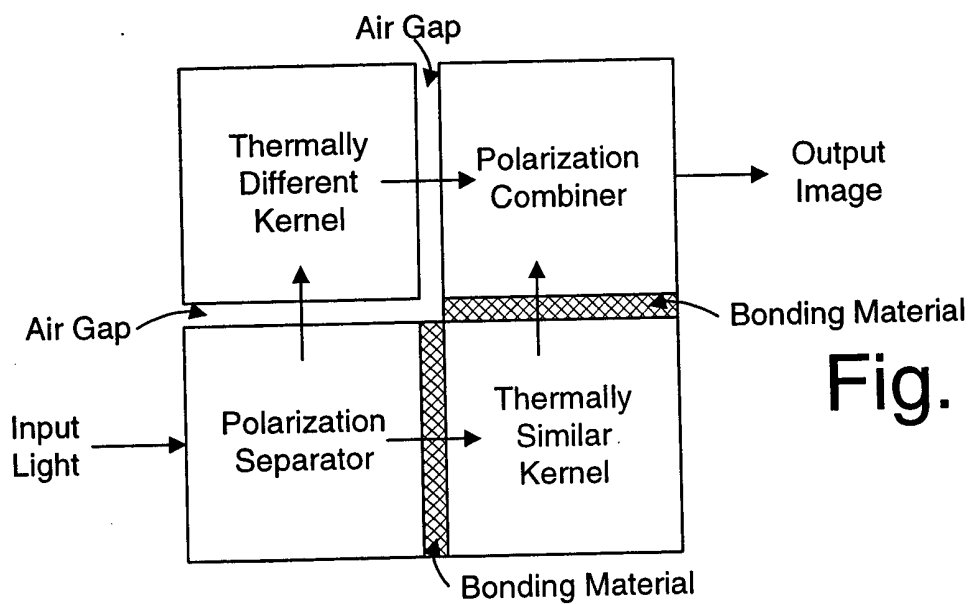 Air Gap
Thermally
Different
Kernel
Polarization
Combiner
Output
Image
Air Gap
Bonding Material
Fig.
Input
Light
Polarization
Separator
Thermally
Similar
Kernel
Bonding Material